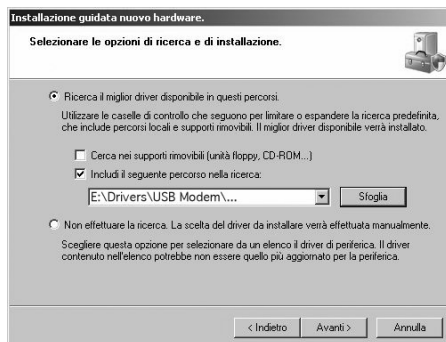 Installazione guidata nuovo hardware.
Selezionare le opzioni di ricerca e di installazione.
Ricerca il miglior driver disponibile in questi percorsi.
Utilizzare le caselle di controllo che seguono per limitare o espandere la ricerca predefinita,
che include percorsi locali e supporti rimovibili. Il miglior driver disponibile verrà installato.
Cerca nei supporti rimovibili (unità floppy, CD-ROM...)
Includi il seguente percorso nella ricerca:
E:\Drivers\USB Modem\... Sfoglia
Non effettuare la ricerca. La scelta del driver da installare verrà effettuata manualmente.
Scegliere questa opzione per selezionare da un elenco il driver di periferica. Il driver
contenuto nell'elenco potrebbe non essere quello più aggiornato per la periferica.
< Indietro Avanti > Annulla